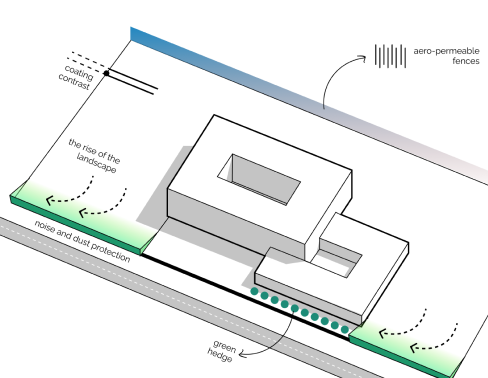 aero-permeable
fences
coating
contrast
the rise of the
landscape
noise and dust protection
green
hedge